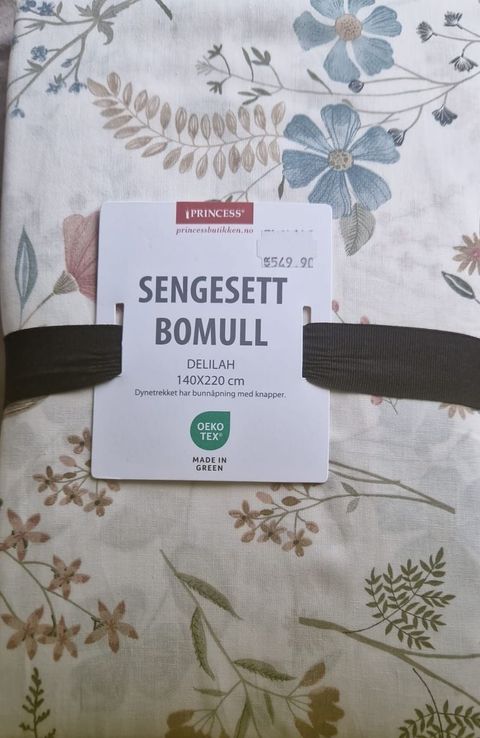 PRINCESS®
princessbutikken.no
549.90
SENGESETT
BOMULL
DELILAH
140X220 cm
Dynetrekket har bunnåpning med knapper.
OEKO
TEX®
MADE IN
GREEN